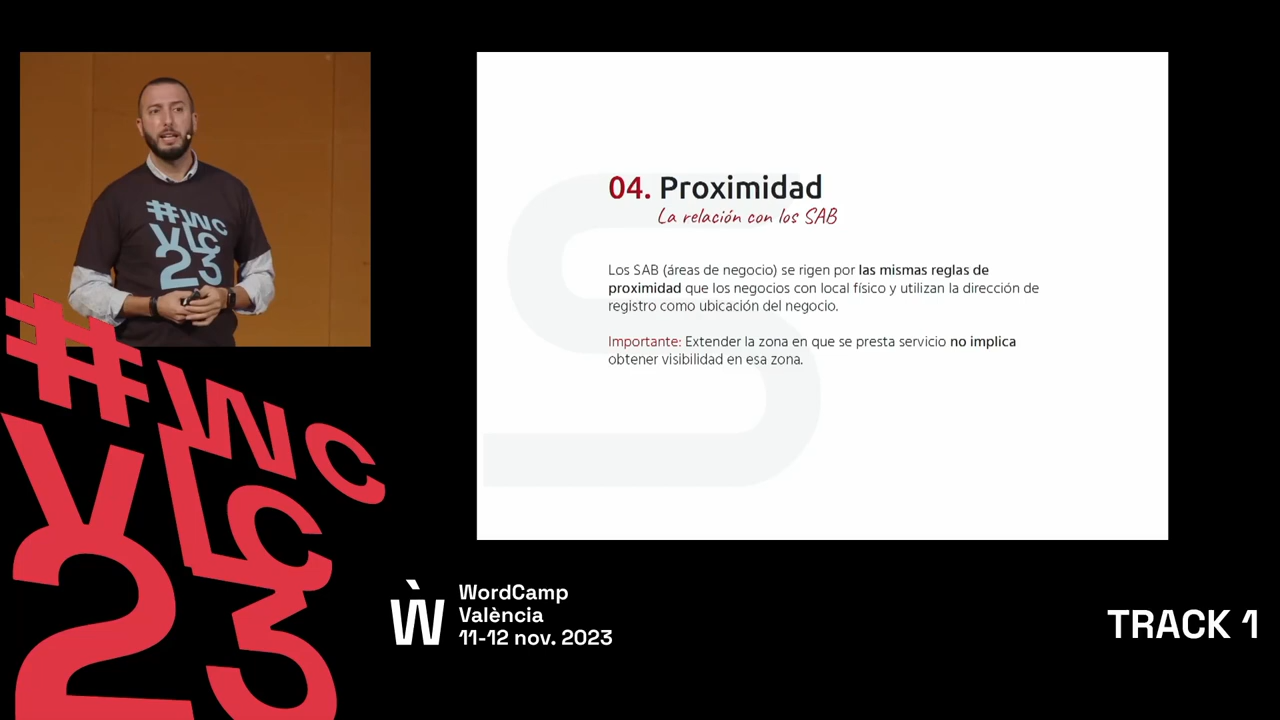 #WC
VLC
23
04. Proximidad
La relación con los SAB
Los SAB (áreas de negocio) se rigen por las mismas reglas de
proximidad que los negocios con local físico y utilizan la dirección de
registro como ubicación del negocio.
Importante: Extender la zona en que se presta servicio no implica
obtener visibilidad en esa zona.
#WC
VLC
23
WordCamp
València
11-12 nov. 2023
TRACK 1